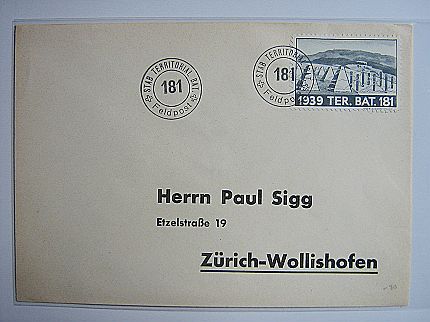 STAB TERRITORIAL BAT.
181
Feldpost
STAB TERRITORIAL BAT.
181
Feldpost
1939 TER. BAT. 181
Herrn Paul Sigg
Etzelstraße 19
Zürich-Wollishofen